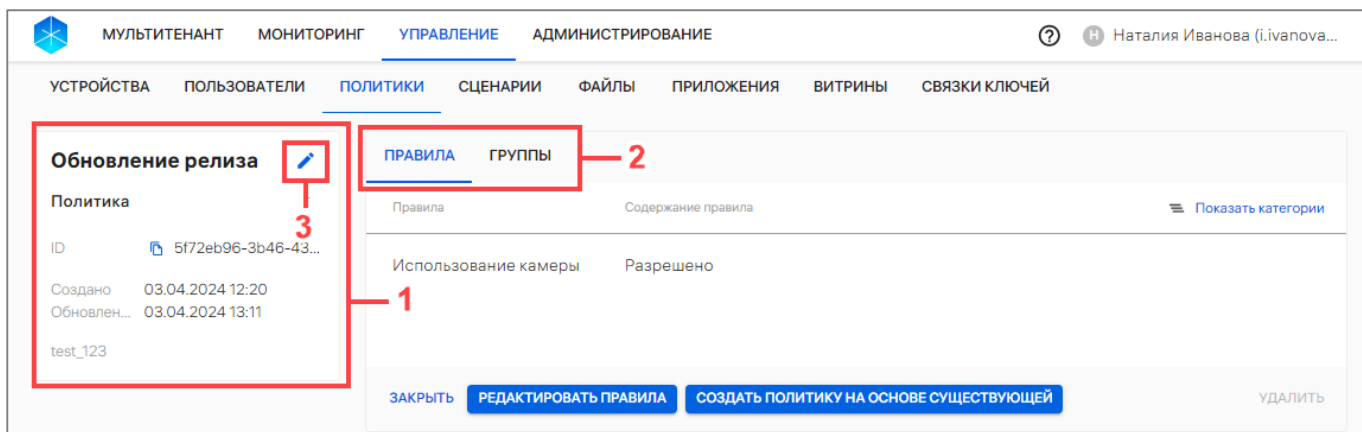 МУЛЬТИТЕНАНТ МОНИТОРИНГ УПРАВЛЕНИЕ АДМИНИСТРИРОВАНИЕ ? Н Наталия Иванова (i.ivanova...
УСТРОЙСТВА ПОЛЬЗОВАТЕЛИ ПОЛИТИКИ СЦЕНАРИИ ФАЙЛЫ ПРИЛОЖЕНИЯ ВИТРИНЫ СВЯЗКИ КЛЮЧЕЙ
Обновление релиза
3
Политика
ID 5f72eb96-3b46-43...
Создано 03.04.2024 12:20
Обновлен... 03.04.2024 13:11
test_123
1
ПРАВИЛА ГРУППЫ 2
Правила Содержание правила Показать категории
Использование камеры Разрешено
ЗАКРЫТЬ РЕДАКТИРОВАТЬ ПРАВИЛА СОЗДАТЬ ПОЛИТИКУ НА ОСНОВЕ СУЩЕСТВУЮЩЕЙ УДАЛИТЬ